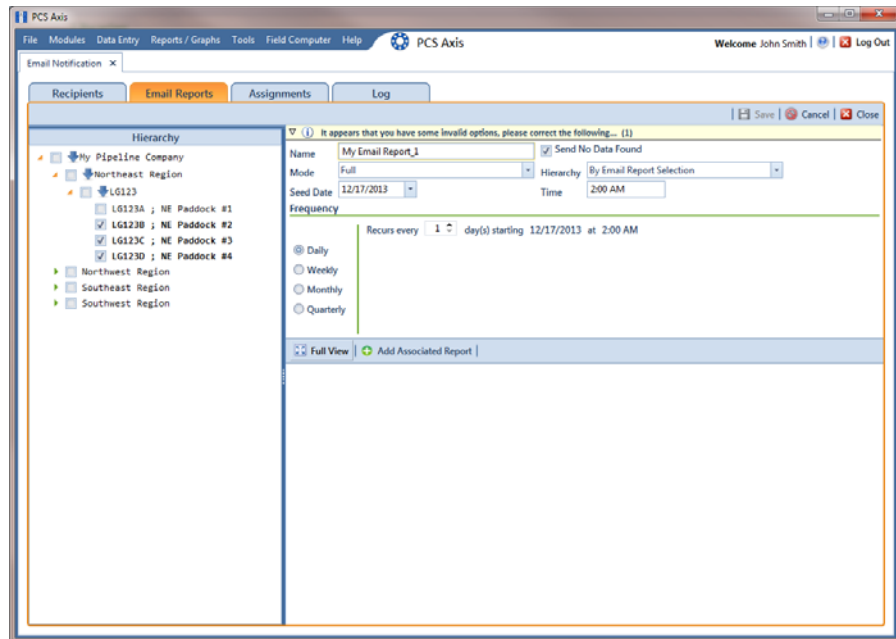 PCS Axis
File Modules Data Entry Reports / Graphs Tools Field Computer Help PCS Axis Welcome John Smith | | Log Out
Email Notification ×
Recipients Email Reports Assignments Log
| Save | Cancel | Close
Hierarchy
My Pipeline Company
Northeast Region
LG123
LG123A ; NE Paddock #1
LG123B ; NE Paddock #2
LG123C ; NE Paddock #3
LG123D ; NE Paddock #4
Northwest Region
Southeast Region
Southwest Region
It appears that you have some invalid options, please correct the following... (1)
Name My Email Report_1 Send No Data Found
Mode Full Hierarchy By Email Report Selection
Seed Date 12/17/2013 Time 2:00 AM
Frequency
Recurs every 1 day(s) starting 12/17/2013 at 2:00 AM
Daily
Weekly
Monthly
Quarterly
Full View | Add Associated Report |